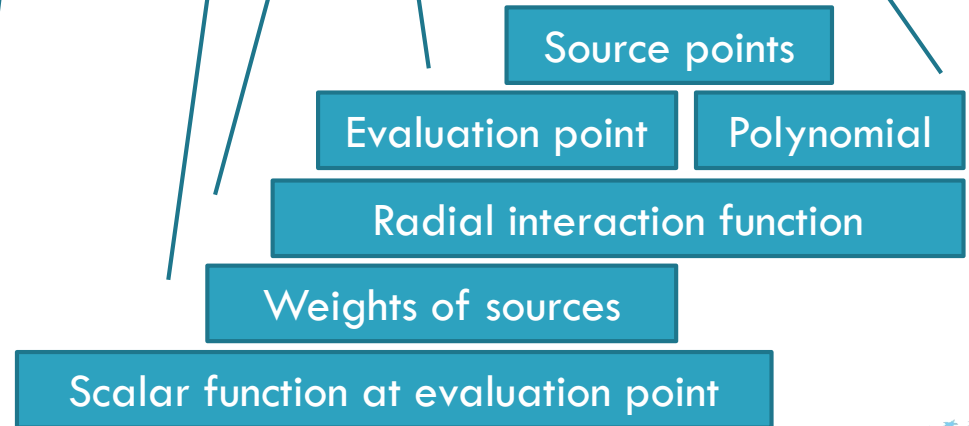 Source points
Evaluation point
Polynomial
Radial interaction function
Weights of sources
Scalar function at evaluation point